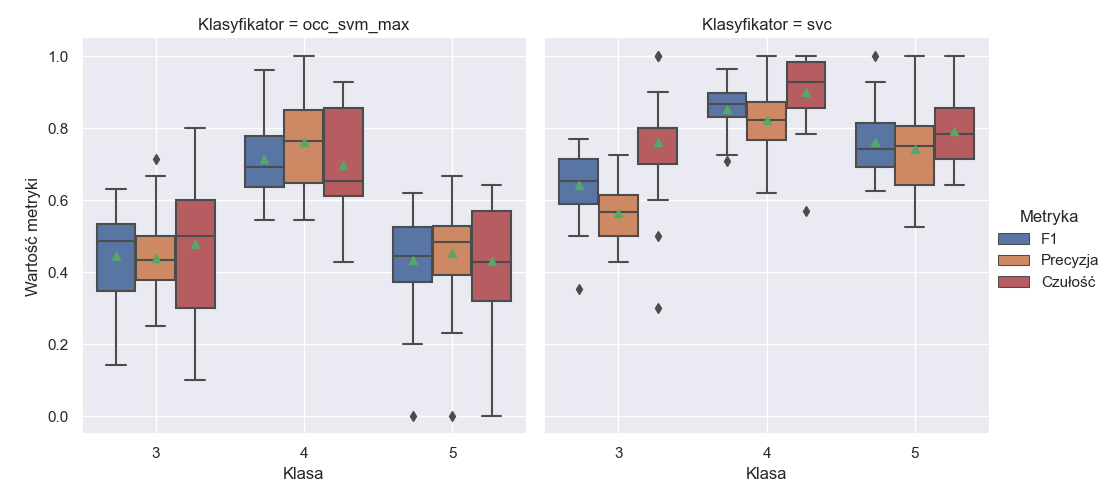 Klasyfikator = occ_svm_max
Klasyfikator = svc
Wartość metryki
1.0
0.8
0.6
0.4
0.2
0.0
3
4
5
3
4
5
Klasa
Klasa
Metryka
F1
Precyzja
Czułość